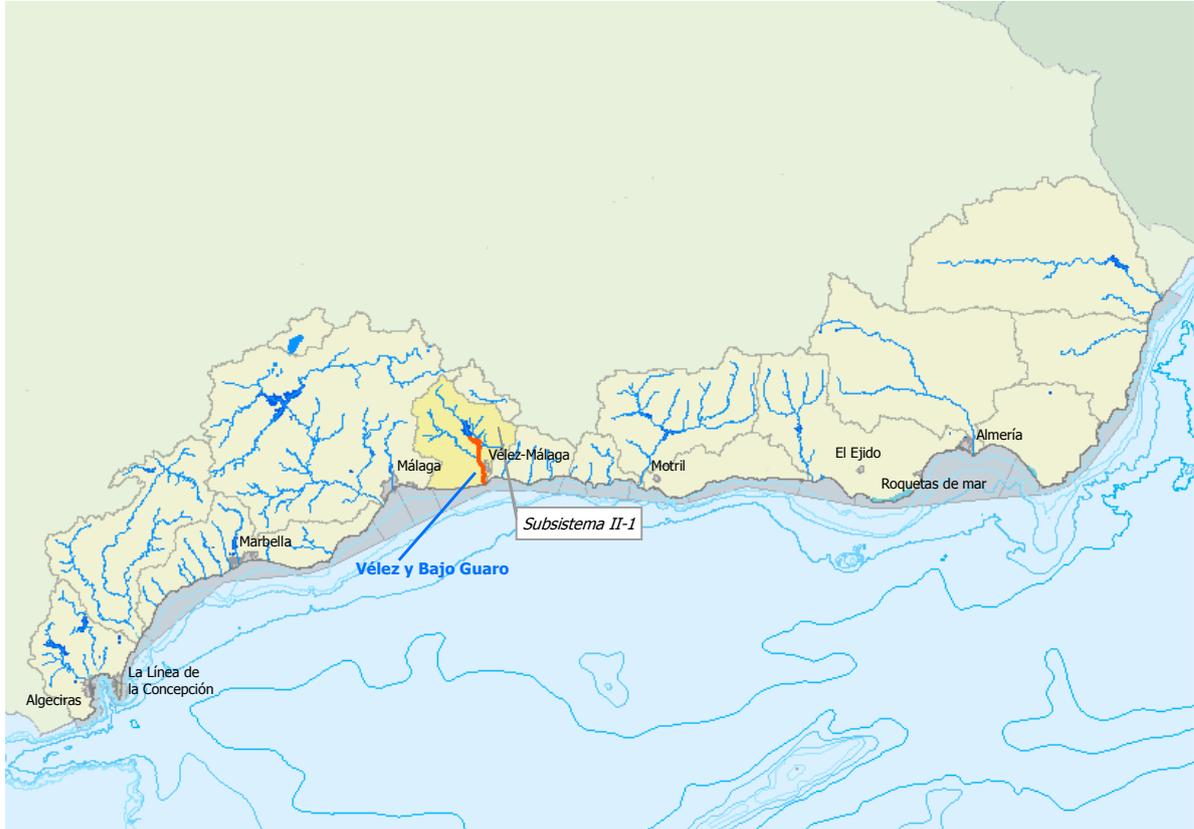 Almería
El Ejido
Vélez-Málaga
Málaga
Motril
Roquetas de mar
Subsistema II-1
Marbella
Vélez y Bajo Guaro
La Línea de
la Concepción
Algeciras